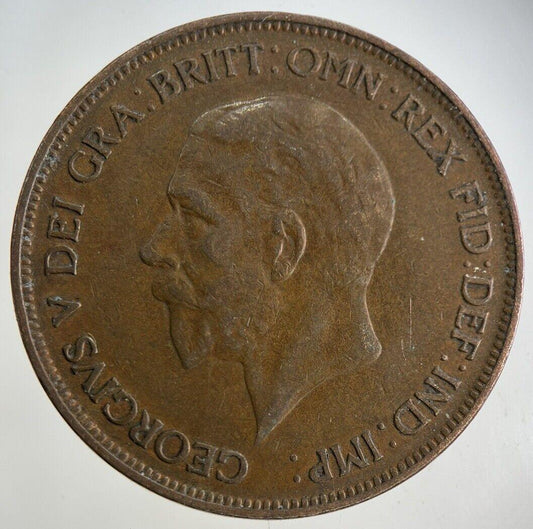 GEORGIVS V DEI GRA: BRITT: OMN: REX FID: DEF: IND: IMP: